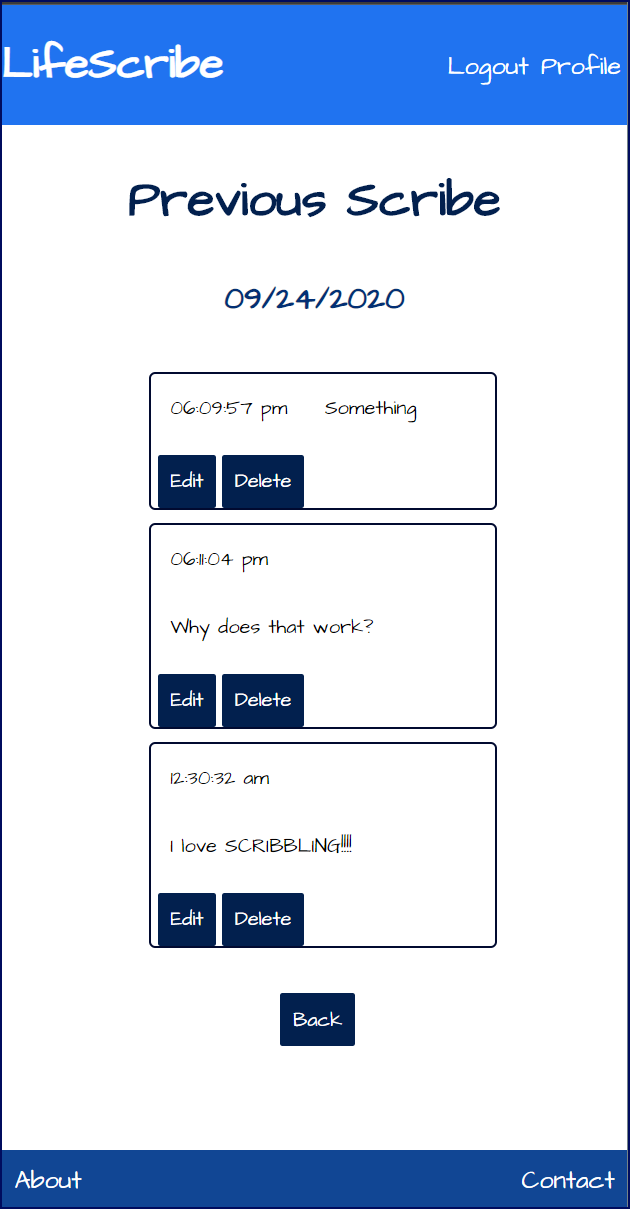 LifeScribe Logout Profile
Previous Scribe
09/24/2020
06:09:57 pm Something
Edit Delete
06:11:04 pm
Why does that work?
Edit Delete
12:30:32 am
I love SCRIBBLING!!!!
Edit Delete
Back
About Contact